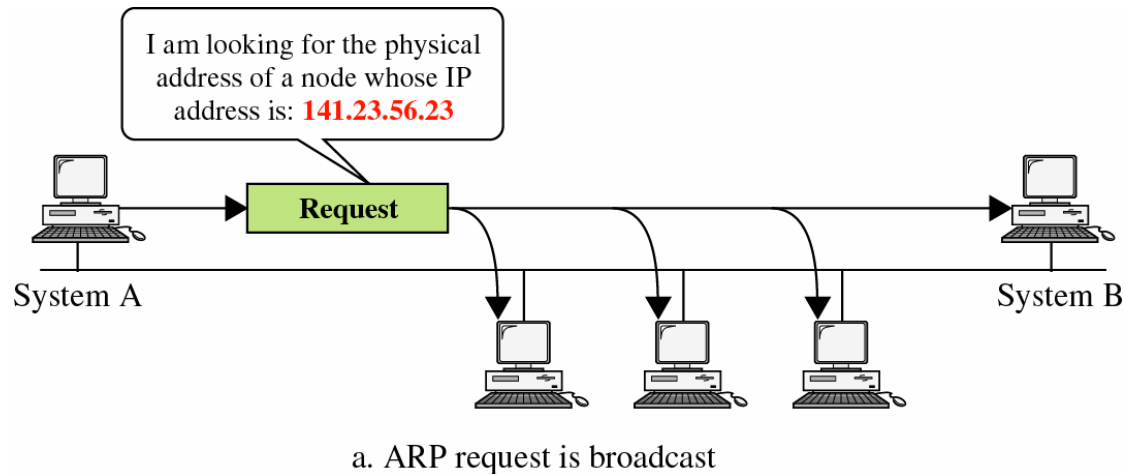 I am looking for the physical
address of a node whose IP
address is: 141.23.56.23
Request
System A
System B
a. ARP request is broadcast